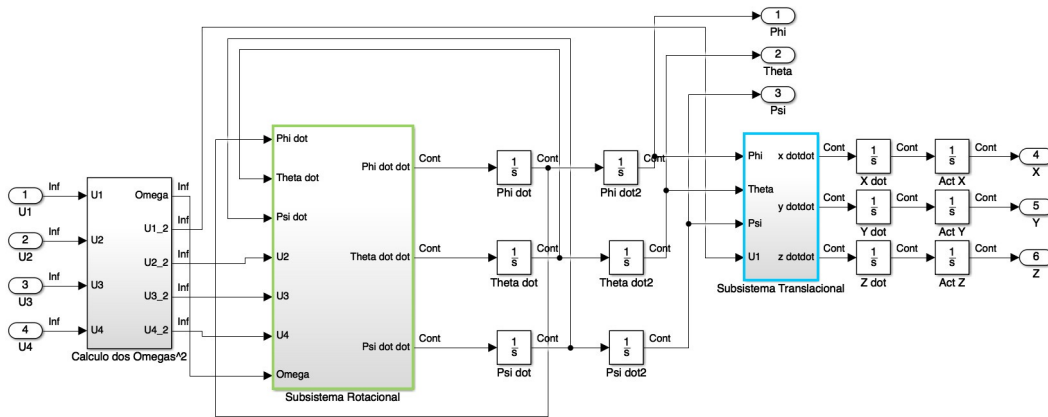 1
Phi
2
Theta
3
Psi
1
U1
2
U2
3
U3
4
U4
Inf
Inf
Inf
Inf
U1
U2
U3
U4
Omega
U1_2
U2_2
U3_2
U4_2
Calculo dos Omegas^2
Inf
Inf
Inf
Inf
Inf
Phi dot
Theta dot
Psi dot
U2
U3
U4
Omega
Phi dot dot
Theta dot dot
Psi dot dot
Subsistema Rotacional
Cont
1
s
Phi dot
Cont
1
s
Phi dot2
Cont
Cont
1
s
Theta dot
Cont
1
s
Theta dot2
Cont
Cont
1
s
Psi dot
Cont
1
s
Psi dot2
Cont
Phi
Theta
Psi
U1
x dotdot
y dotdot
z dotdot
Subsistema Translacional
Cont
1
s
X dot
Cont
1
s
Act X
Cont
4
X
Cont
1
s
Y dot
Cont
1
s
Act Y
Cont
5
Y
Cont
1
s
Z dot
Cont
1
s
Act Z
Cont
6
Z